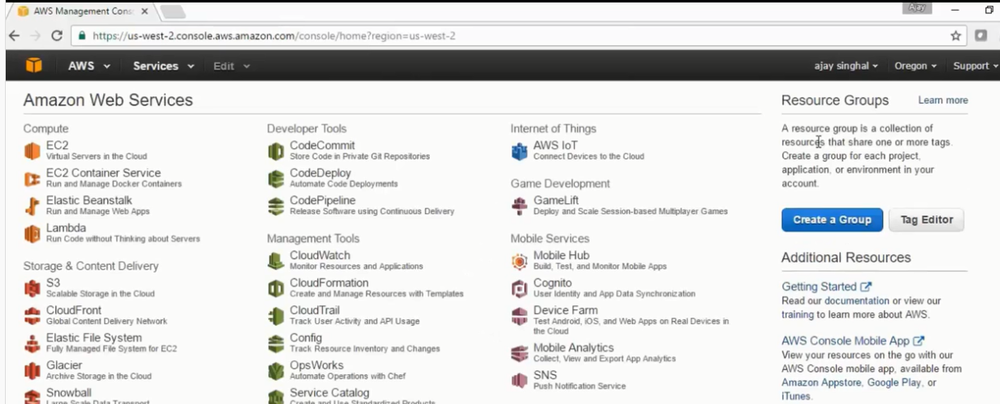 AWS Management Cons
Ajay
https://us-west-2.console.aws.amazon.com/console/home?region=us-west-2
AWS Services Edit ajay singhal Oregon Support
Amazon Web Services
Compute
EC2
Virtual Servers in the Cloud
EC2 Container Service
Run and Manage Docker Containers
Elastic Beanstalk
Run and Manage Web Apps
Lambda
Run Code without Thinking about Servers
Storage & Content Delivery
S3
Scalable Storage in the Cloud
CloudFront
Global Content Delivery Network
Elastic File System
Fully Managed File System for EC2
Glacier
Archive Storage in the Cloud
Snowball
Large Scale Data Transport
Developer Tools
CodeCommit
Store Code in Private Git Repositories
CodeDeploy
Automate Code Deployments
CodePipeline
Release Software using Continuous Delivery
Management Tools
CloudWatch
Monitor Resources and Applications
CloudFormation
Create and Manage Resources with Templates
CloudTrail
Track User Activity and API Usage
Config
Track Resource Inventory and Changes
OpsWorks
Automate Operations with Chef
Service Catalog
Create and Use Standardized Products
Internet of Things
AWS IoT
Connect Devices to the Cloud
Game Development
GameLift
Deploy and Scale Session-based Multiplayer Games
Mobile Services
Mobile Hub
Build, Test, and Monitor Mobile Apps
Cognito
User Identity and App Data Synchronization
Device Farm
Test Android, iOS, and Web Apps on Real Devices in
the Cloud
Mobile Analytics
Collect, View and Export App Analytics
SNS
Push Notification Service
Resource Groups Learn more
A resource group is a collection of
resources that share one or more tags.
Create a group for each project,
application, or environment in your
account.
Create a Group Tag Editor
Additional Resources
Getting Started
Read our documentation or view our
training to learn more about AWS.
AWS Console Mobile App
View your resources on the go with our
AWS Console mobile app, available from
Amazon Appstore, Google Play, or
iTunes.